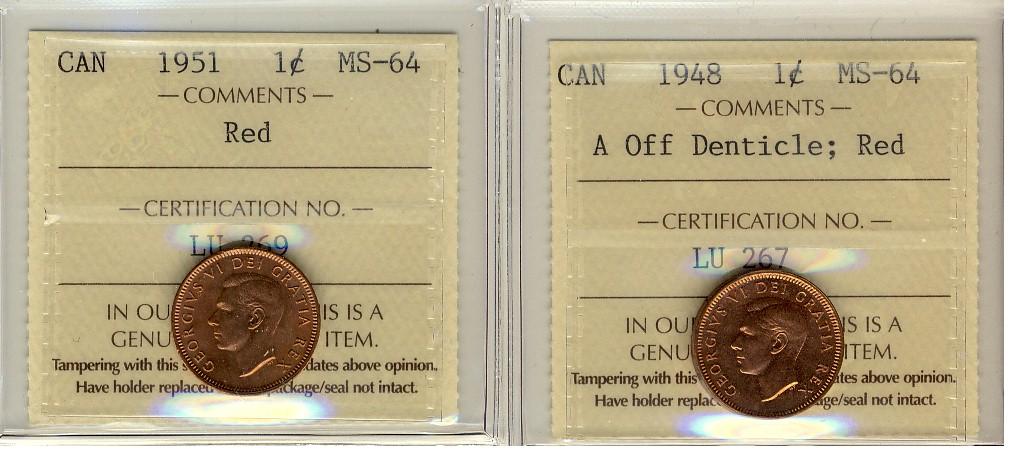 CAN 1951 1¢ MS-64
— COMMENTS —
Red
— CERTIFICATION NO. —
LU 269
GEORGIVS VI DEI GRATIA REX
IN OU IS IS A
GENU ITEM.
Tampering with this s dates above opinion.
Have holder replaced package/seal not intact.
CAN 1948 1¢ MS-64
— COMMENTS —
A Off Denticle; Red
— CERTIFICATION NO. —
LU 267
GEORGIVS VI DEI GRATIA REX
IN OU IS IS A
GENU ITEM.
Tampering with this ates above opinion.
Have holder replac ge/seal not intact.